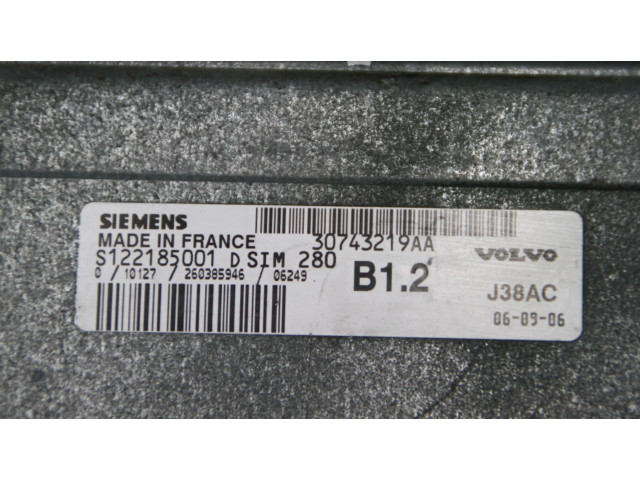 SIEMENS
MADE IN FRANCE 30743219AA
S122185001 D SIM 280
0 / 10127 / 260385946 / 06249
B1.2
VOLVO
J38AC
06-09-06